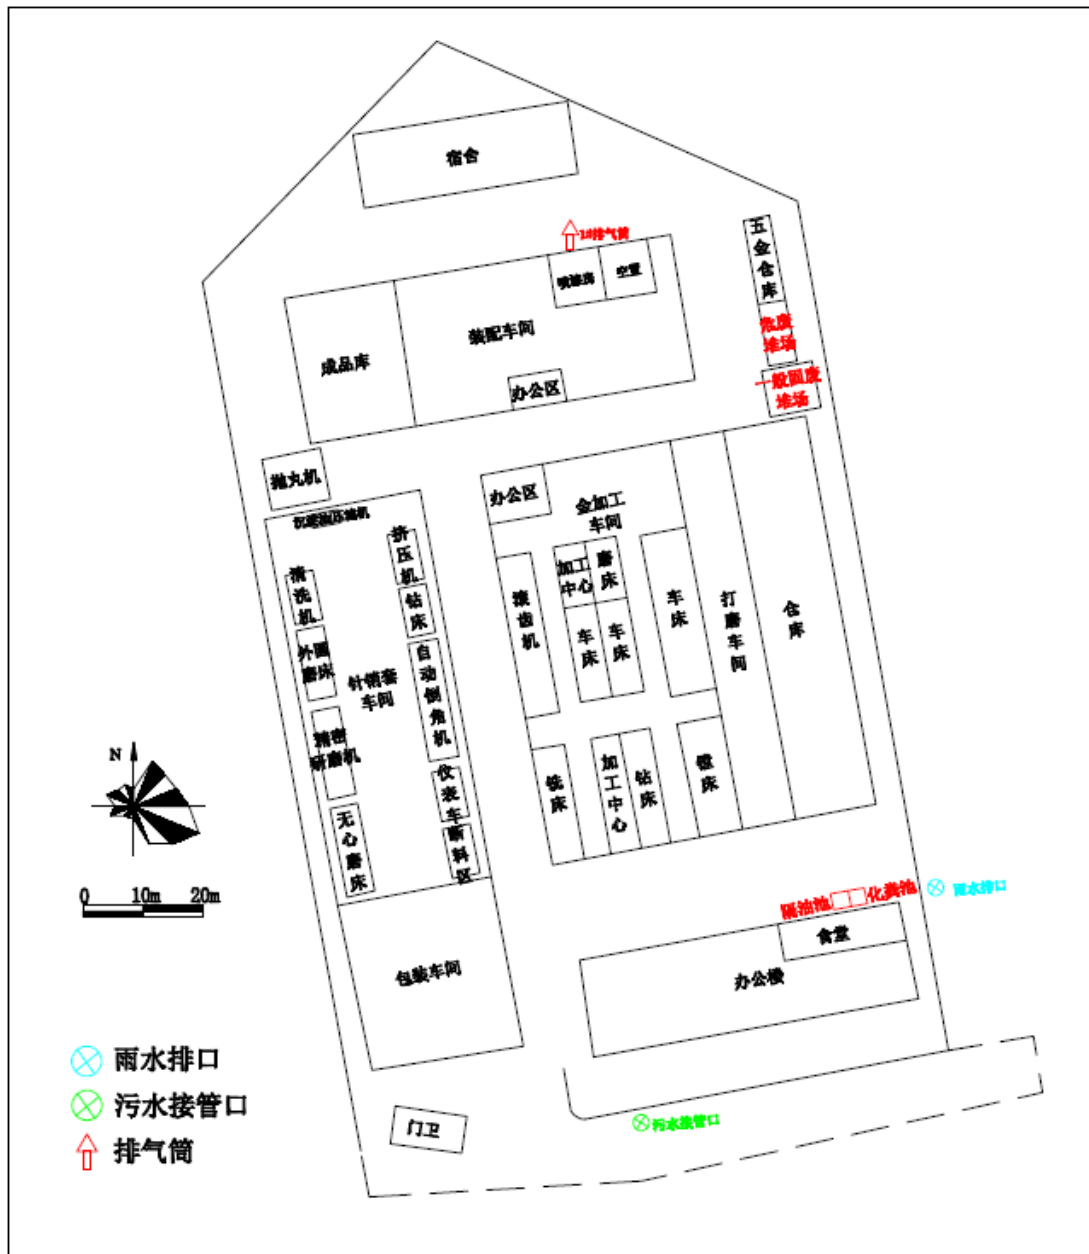 宿舍
1#排气筒
喷漆房
空置
五金仓库
危废
堆场
一般固废
堆场
成品库
装配车间
办公区
抛丸机
挤压机
清洗机
钻床
外圆
磨床
针销套
车间
自动倒角机
精密
研磨机
仪表车
无心磨床
断料区
包装车间
办公区
金加工
车间
滚齿机
加工
中心
磨床
车床
车床
车床
打磨车间
仓库
铣床
加工中心
钻床
镗床
隔油池
化粪池
雨水排口
食堂
办公楼
污水接管口
门卫
N
0 10m 20m
雨水排口
污水接管口
排气筒